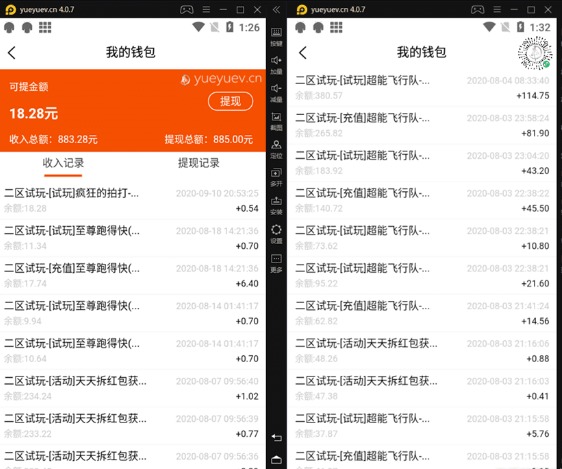 yueyuev.cn 4.0.7
1:26
我的钱包
yueyuev.cn
可提金额
18.28元
提现
收入总额：883.28元
提现总额：885.00元
收入记录
提现记录
二区试玩-[试玩]疯狂的拍打-...
2020-09-10 20:53:25
余额:18.28
+0.54
二区试玩-[试玩]至尊跑得快(...
2020-08-18 14:21:36
余额:11.34
+0.70
二区试玩-[充值]至尊跑得快(...
2020-08-18 14:21:36
余额:17.74
+6.40
二区试玩-[试玩]至尊跑得快(...
2020-08-14 01:41:17
余额:9.94
+0.70
二区试玩-[试玩]至尊跑得快(...
2020-08-14 01:41:17
余额:10.64
+0.70
二区试玩-[活动]天天拆红包获...
2020-08-07 09:56:40
余额:234.24
+1.02
二区试玩-[活动]天天拆红包获...
2020-08-07 09:56:39
余额:233.22
+0.77
二区试玩-[活动]天天拆红包获...
2020-08-07 09:56:38
按键
加量
减量
截图
定位
多开
安装
设置
更多
yueyuev.cn 4.0.7
1:32
我的钱包
二区试玩-[试玩]超能飞行队-...
2020-08-04 08:33:40
余额:380.57
+114.75
二区试玩-[充值]超能飞行队-...
2020-08-03 23:58:24
余额:265.82
+81.90
二区试玩-[试玩]超能飞行队-...
2020-08-03 23:04:20
余额:183.92
+43.20
二区试玩-[充值]超能飞行队-...
2020-08-03 22:38:22
余额:140.72
+45.50
二区试玩-[试玩]超能飞行队-...
2020-08-03 22:38:21
余额:73.62
+10.80
二区试玩-[试玩]超能飞行队-...
2020-08-03 22:38:21
余额:95.22
+21.60
二区试玩-[充值]超能飞行队-...
2020-08-03 21:41:24
余额:62.82
+14.56
二区试玩-[活动]天天拆红包获...
2020-08-03 21:16:06
余额:48.26
+0.88
二区试玩-[活动]天天拆红包获...
2020-08-03 21:16:03
余额:47.38
+0.41
二区试玩-[试玩]超能飞行队-...
2020-08-03 21:15:58
余额:37.87
+5.76
二区试玩-[充值]超能飞行队-...
2020-08-03 21:15:58